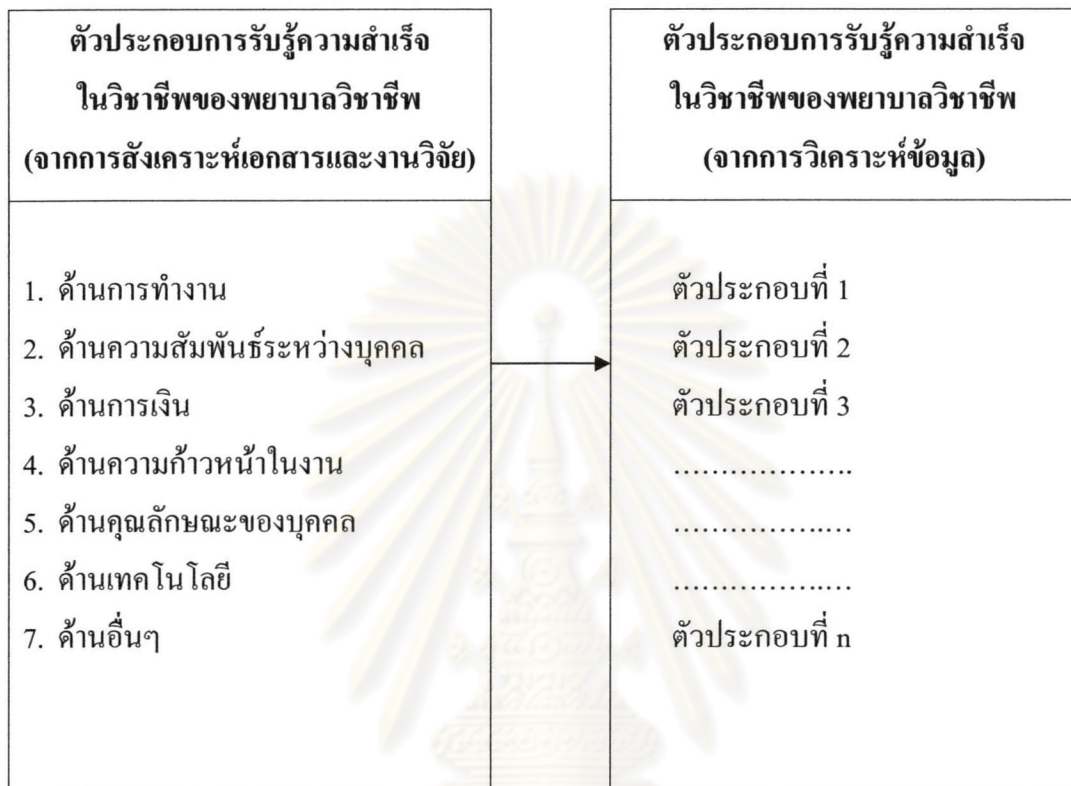 ตัวประกอบการรับรู้ความสำเร็จ
ในวิชาชีพของพยาบาลวิชาชีพ
(จากการสังเคราะห์เอกสารและงานวิจัย)
1. ด้านการทำงาน
2. ด้านความสัมพันธ์ระหว่างบุคคล
3. ด้านการเงิน
4. ด้านความก้าวหน้าในงาน
5. ด้านคุณลักษณะของบุคคล
6. ด้านเทคโนโลยี
7. ด้านอื่นๆ
ตัวประกอบการรับรู้ความสำเร็จ
ในวิชาชีพของพยาบาลวิชาชีพ
(จากการวิเคราะห์ข้อมูล)
ตัวประกอบที่ 1
ตัวประกอบที่ 2
ตัวประกอบที่ 3
………………..
……………..…
……………..…
ตัวประกอบที่ n